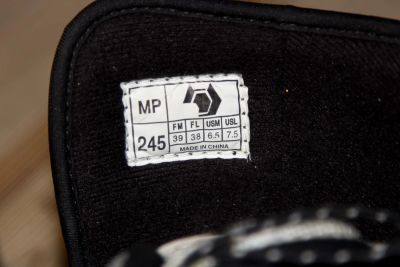 MP
FM FL USM USL
245 39 38 6.5 7.5
MADE IN CHINA